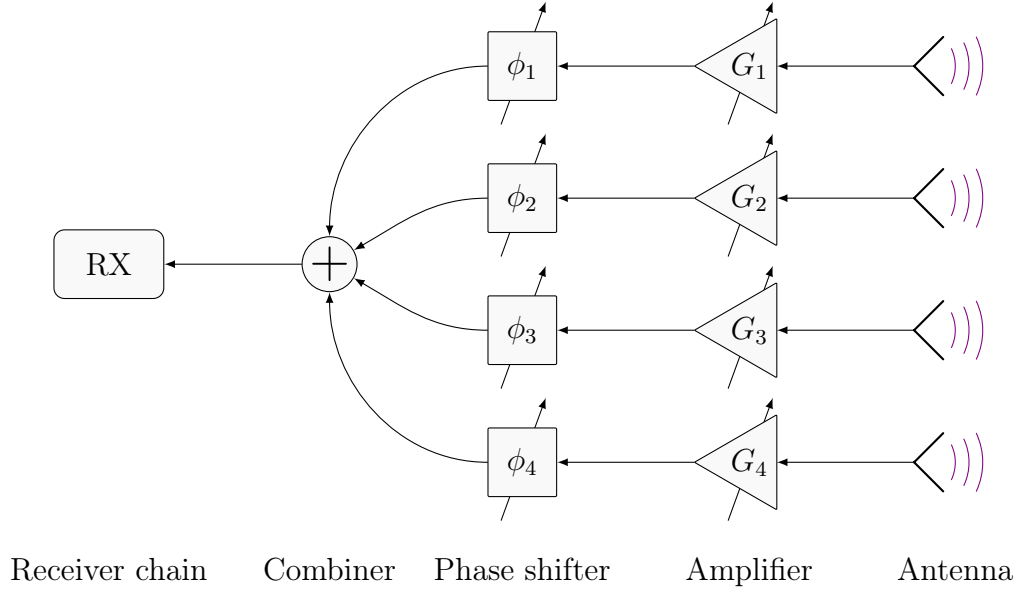 ϕ₁ G₁
ϕ₂ G₂
RX +
ϕ₃ G₃
ϕ₄ G₄
Receiver chain Combiner Phase shifter Amplifier Antenna